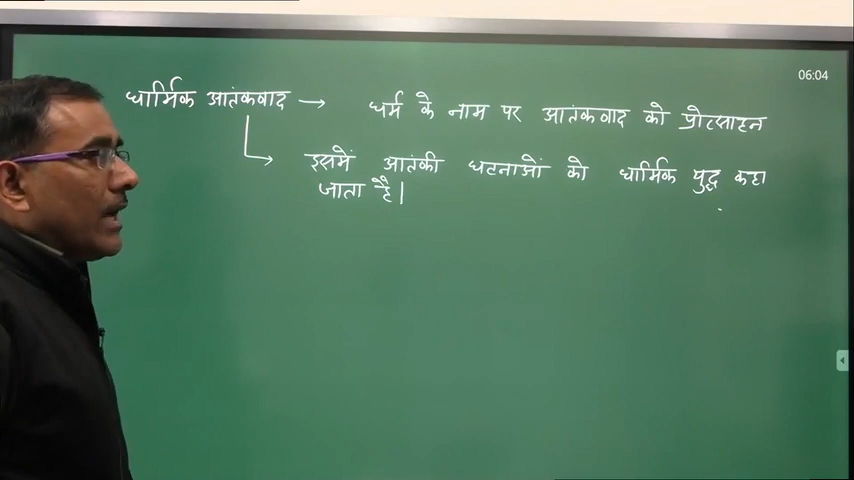 06:04
धार्मिक आतंकवाद → धर्म के नाम पर आतंकवाद को प्रोत्साहन
→ इसमें आतंकी घटनाओं को धार्मिक युद्ध कहा
जाता है।